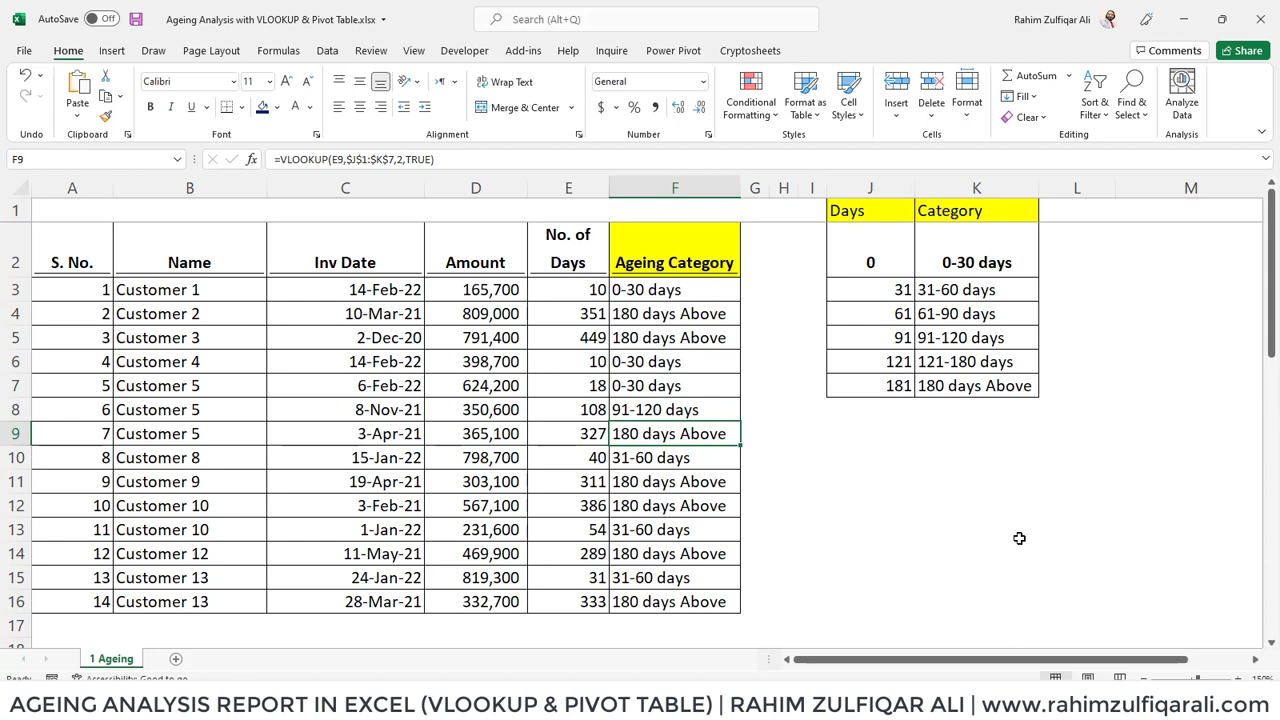 AutoSave Off Ageing Analysis with VLOOKUP & Pivot Table.xlsx Search (Alt+Q) Rahim Zulfiqar Ali
File Home Insert Draw Page Layout Formulas Data Review View Developer Add-ins Help Inquire Power Pivot Cryptosheets Comments Share
Calibri 11 Wrap Text General AutoSum
Paste B I U Merge & Center $ % Conditional Formatting Format as Table Cell Styles Insert Delete Format Fill Clear Sort & Filter Find & Select Analyze Data
Undo Clipboard Font Alignment Number Styles Cells Editing Analysis
F9 fx =VLOOKUP(E9,$J$1:$K$7,2,TRUE)
A B C D E F G H I J K L M
1 Days Category
2 S. No. Name Inv Date Amount No. of Days Ageing Category 0 0-30 days
3 1 Customer 1 14-Feb-22 165,700 10 0-30 days 31 31-60 days
4 2 Customer 2 10-Mar-21 809,000 351 180 days Above 61 61-90 days
5 3 Customer 3 2-Dec-20 791,400 449 180 days Above 91 91-120 days
6 4 Customer 4 14-Feb-22 398,700 10 0-30 days 121 121-180 days
7 5 Customer 5 6-Feb-22 624,200 18 0-30 days 181 180 days Above
8 6 Customer 5 8-Nov-21 350,600 108 91-120 days
9 7 Customer 5 3-Apr-21 365,100 327 180 days Above
10 8 Customer 8 15-Jan-22 798,700 40 31-60 days
11 9 Customer 9 19-Apr-21 303,100 311 180 days Above
12 10 Customer 10 3-Feb-21 567,100 386 180 days Above
13 11 Customer 10 1-Jan-22 231,600 54 31-60 days
14 12 Customer 12 11-May-21 469,900 289 180 days Above
15 13 Customer 13 24-Jan-22 819,300 31 31-60 days
16 14 Customer 13 28-Mar-21 332,700 333 180 days Above
17
18
1 Ageing
Ready Accessibility: Good to go 150%
AGEING ANALYSIS REPORT IN EXCEL (VLOOKUP & PIVOT TABLE) | RAHIM ZULFIQAR ALI | www.rahimzulfiqarali.com